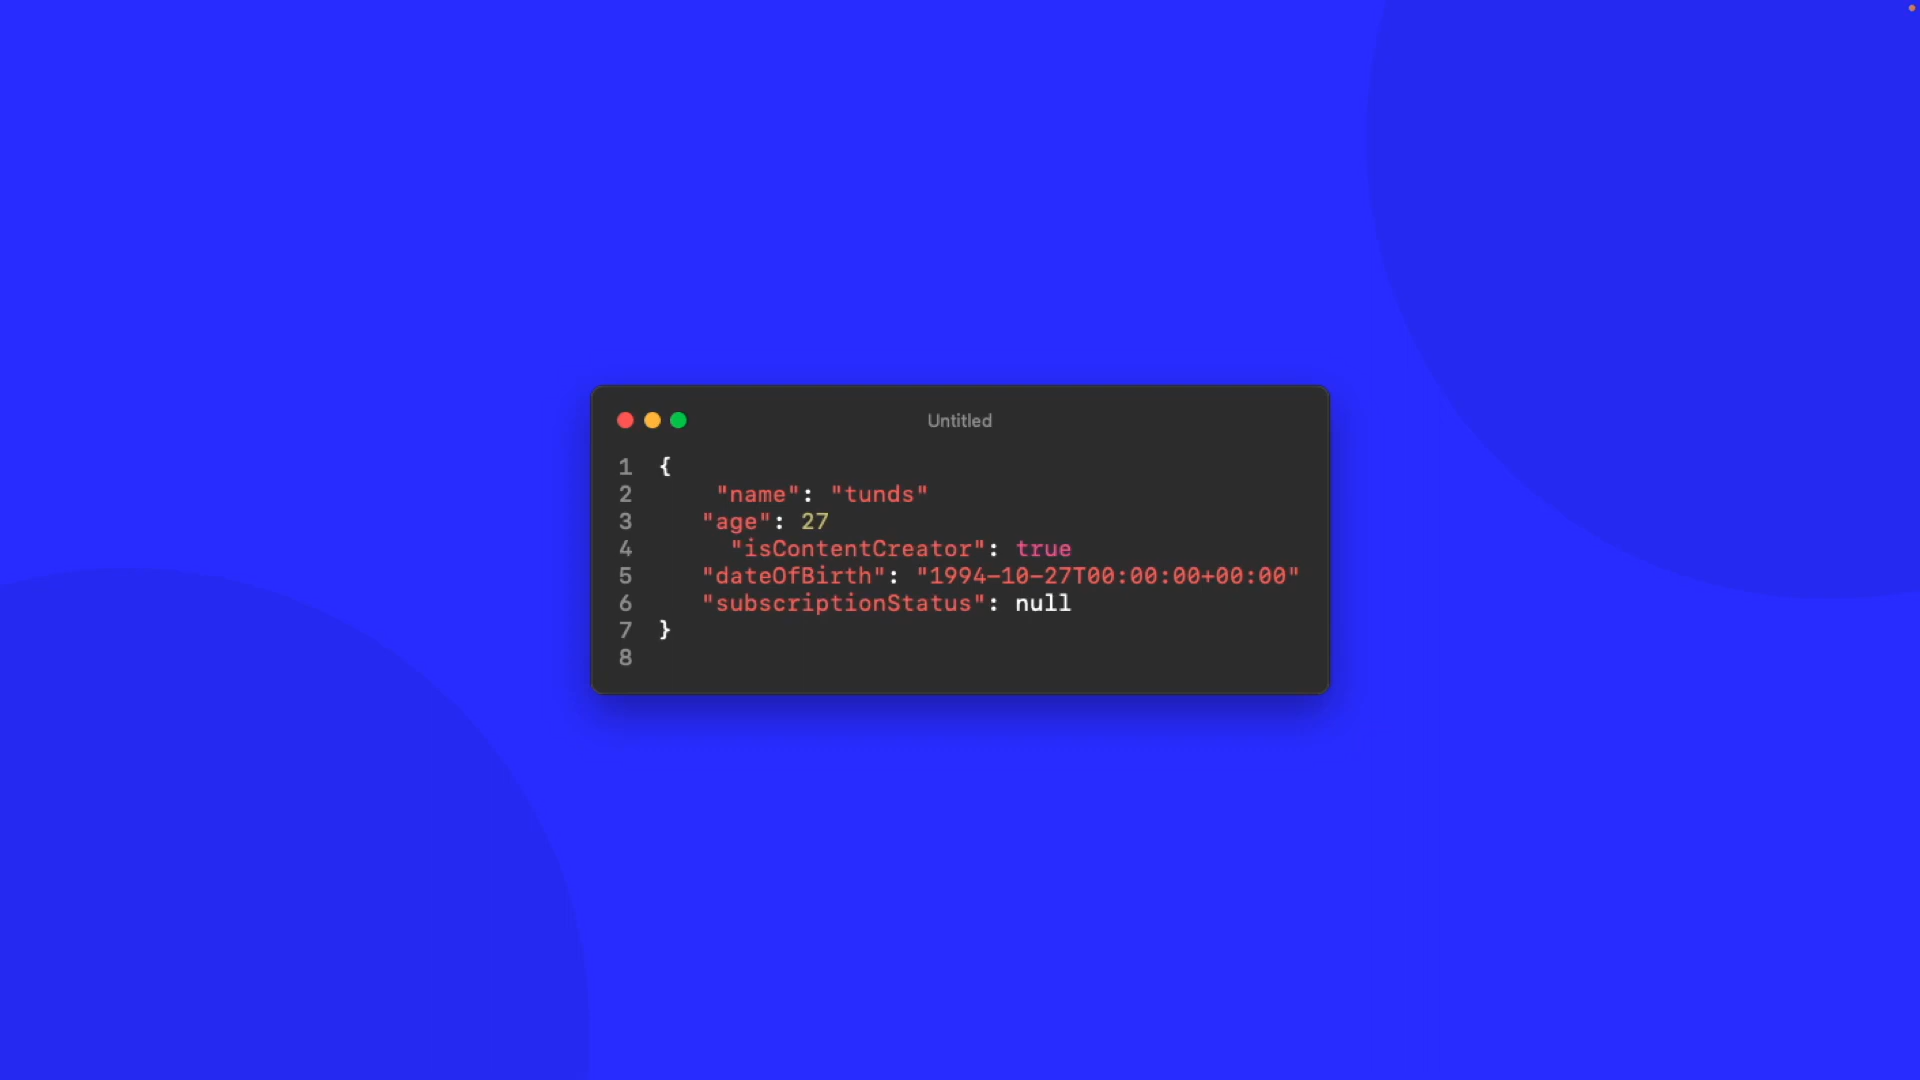 Untitled
1 {
2     "name": "tunds"
3    "age": 27
4      "isContentCreator": true
5    "dateOfBirth": "1994-10-27T00:00:00+00:00"
6    "subscriptionStatus": null
7 }
8